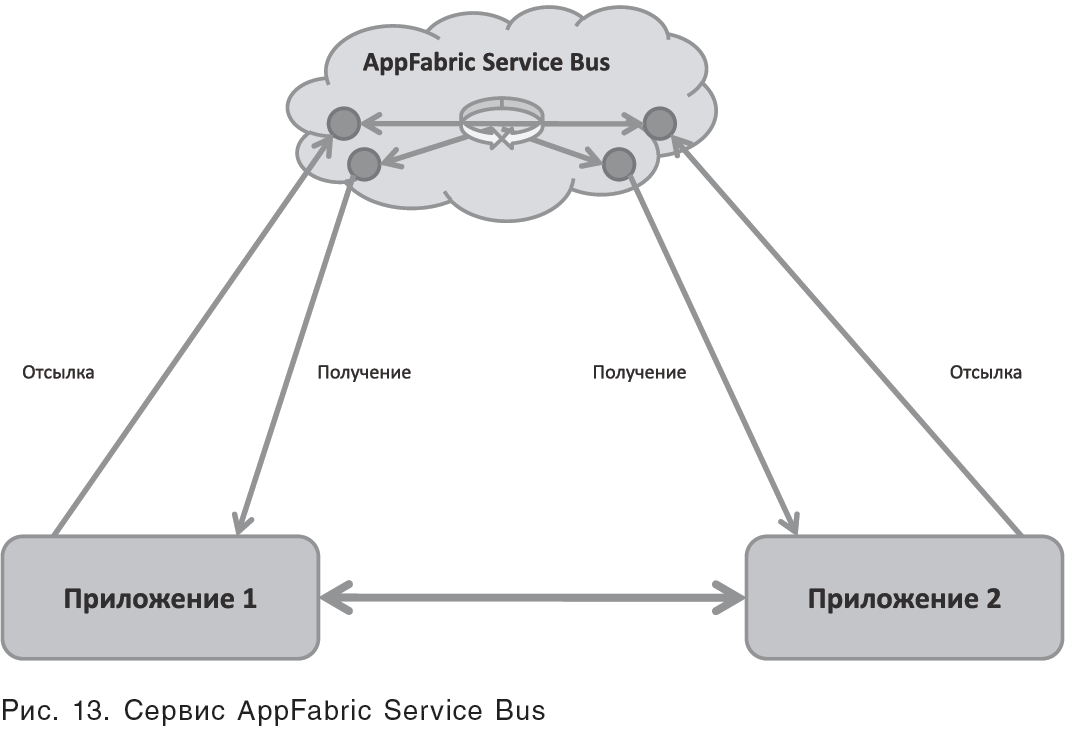 AppFabric Service Bus
Отсылка
Получение
Получение
Отсылка
Приложение 1
Приложение 2
Рис. 13. Сервис AppFabric Service Bus